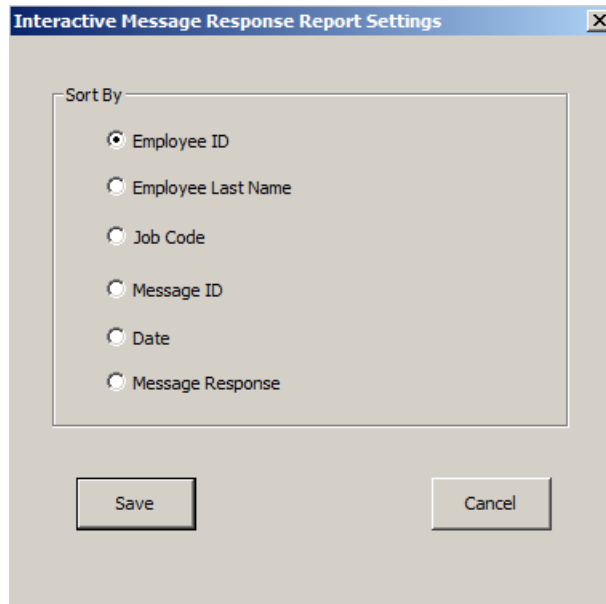 Interactive Message Response Report Settings
Sort By
Employee ID
Employee Last Name
Job Code
Message ID
Date
Message Response
Save Cancel